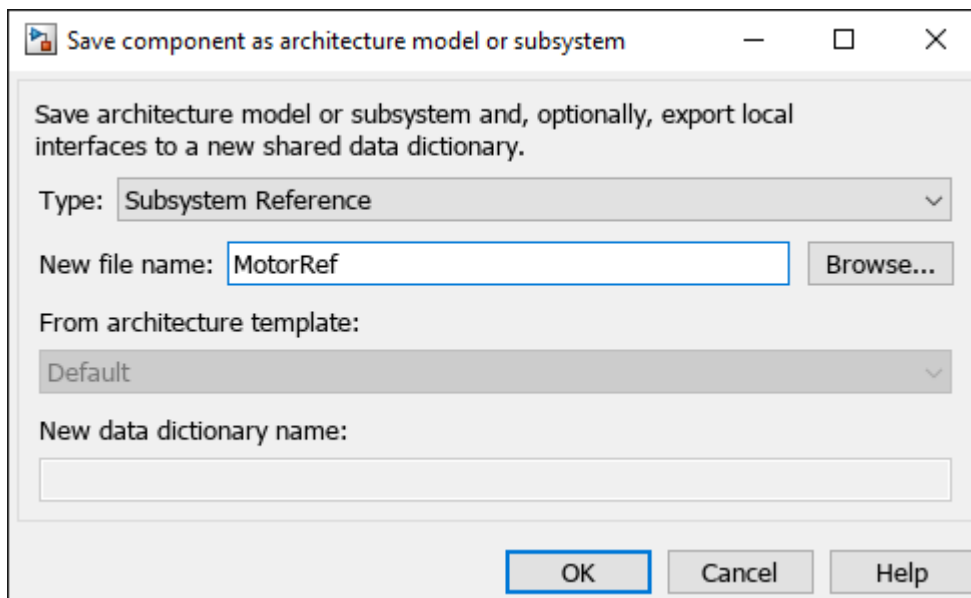 Save component as architecture model or subsystem
Save architecture model or subsystem and, optionally, export local
interfaces to a new shared data dictionary.
Type: Subsystem Reference
New file name: MotorRef Browse...
From architecture template:
Default
New data dictionary name:
OK Cancel Help